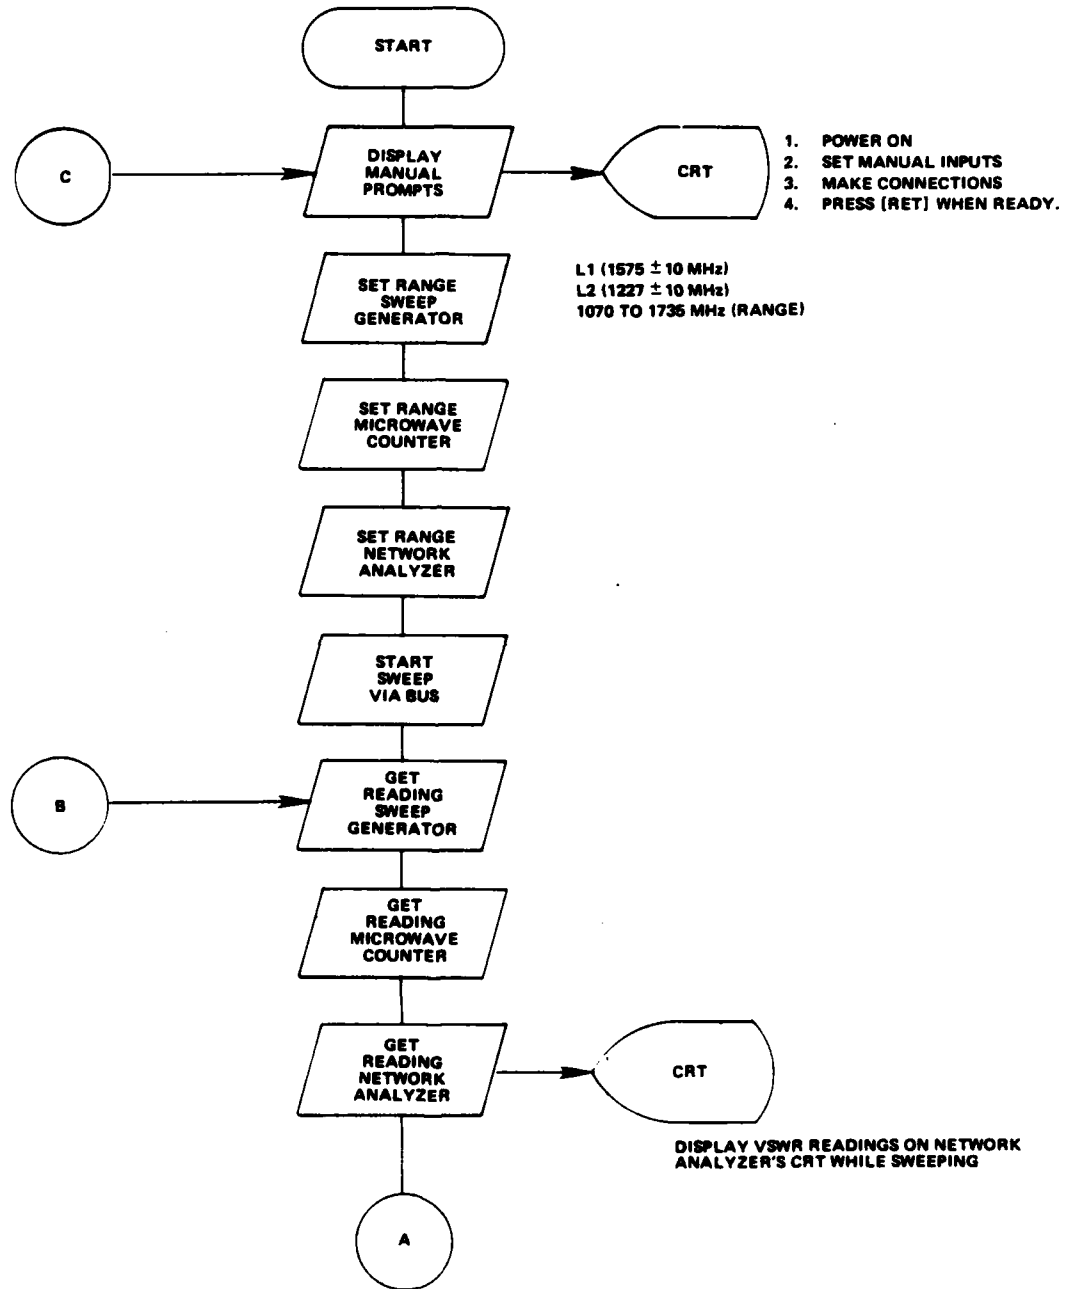 START
C
DISPLAY
MANUAL
PROMPTS
CRT
1. POWER ON
2. SET MANUAL INPUTS
3. MAKE CONNECTIONS
4. PRESS [RET] WHEN READY.
SET RANGE
SWEEP
GENERATOR
L1 (1575 ± 10 MHz)
L2 (1227 ± 10 MHz)
1070 TO 1735 MHz (RANGE)
SET RANGE
MICROWAVE
COUNTER
SET RANGE
NETWORK
ANALYZER
START
SWEEP
VIA BUS
B
GET
READING
SWEEP
GENERATOR
GET
READING
MICROWAVE
COUNTER
GET
READING
NETWORK
ANALYZER
CRT
DISPLAY VSWR READINGS ON NETWORK
ANALYZER'S CRT WHILE SWEEPING
A